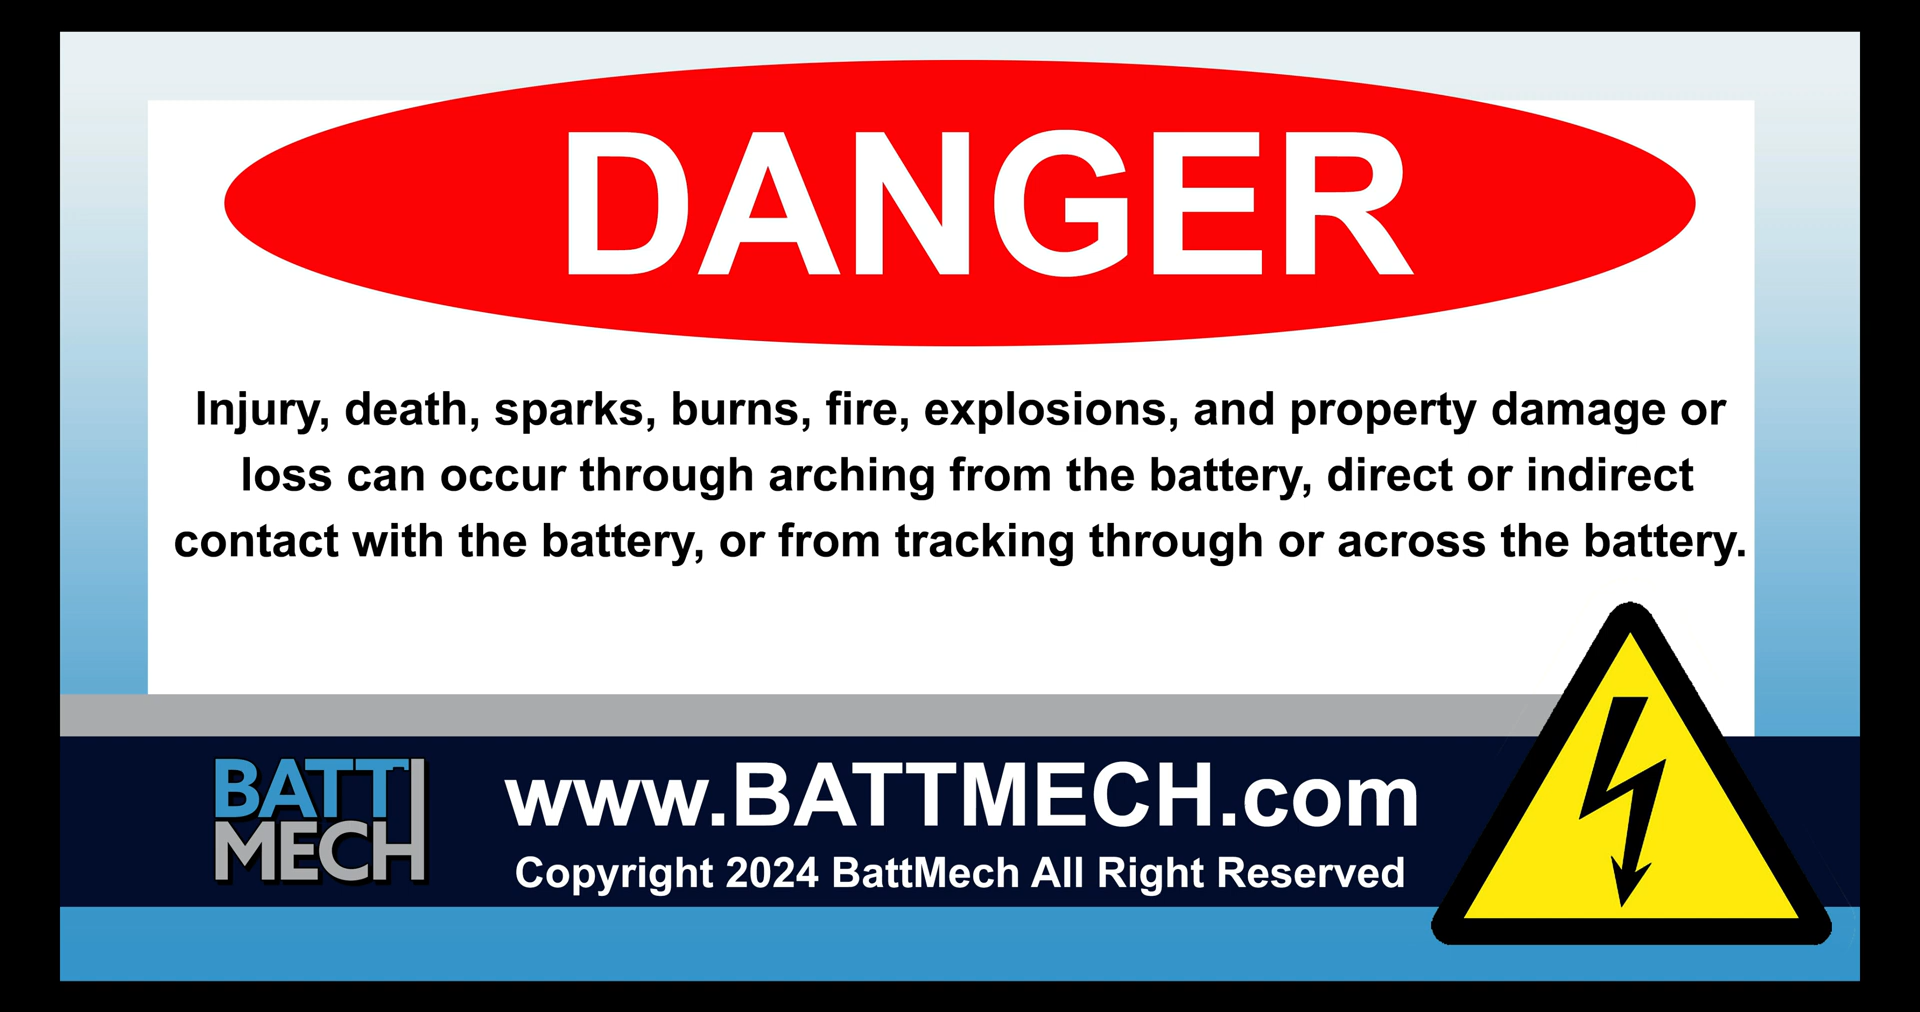 DANGER
Injury, death, sparks, burns, fire, explosions, and property damage or
loss can occur through arching from the battery, direct or indirect
contact with the battery, or from tracking through or across the battery.
BATT
MECH
www.BATTMECH.com
Copyright 2024 BattMech All Right Reserved